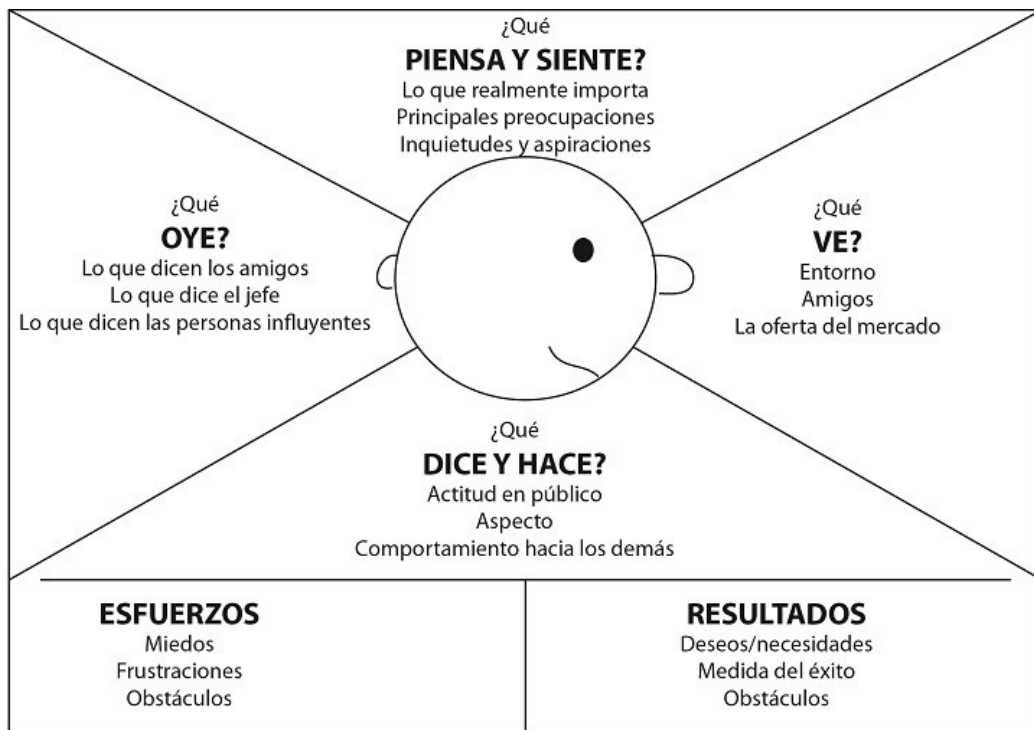 ¿Qué
PIENSA Y SIENTE?
Lo que realmente importa
Principales preocupaciones
Inquietudes y aspiraciones
¿Qué
OYE?
Lo que dicen los amigos
Lo que dice el jefe
Lo que dicen las personas influyentes
¿Qué
VE?
Entorno
Amigos
La oferta del mercado
¿Qué
DICE Y HACE?
Actitud en público
Aspecto
Comportamiento hacia los demás
ESFUERZOS
Miedos
Frustraciones
Obstáculos
RESULTADOS
Deseos/necesidades
Medida del éxito
Obstáculos